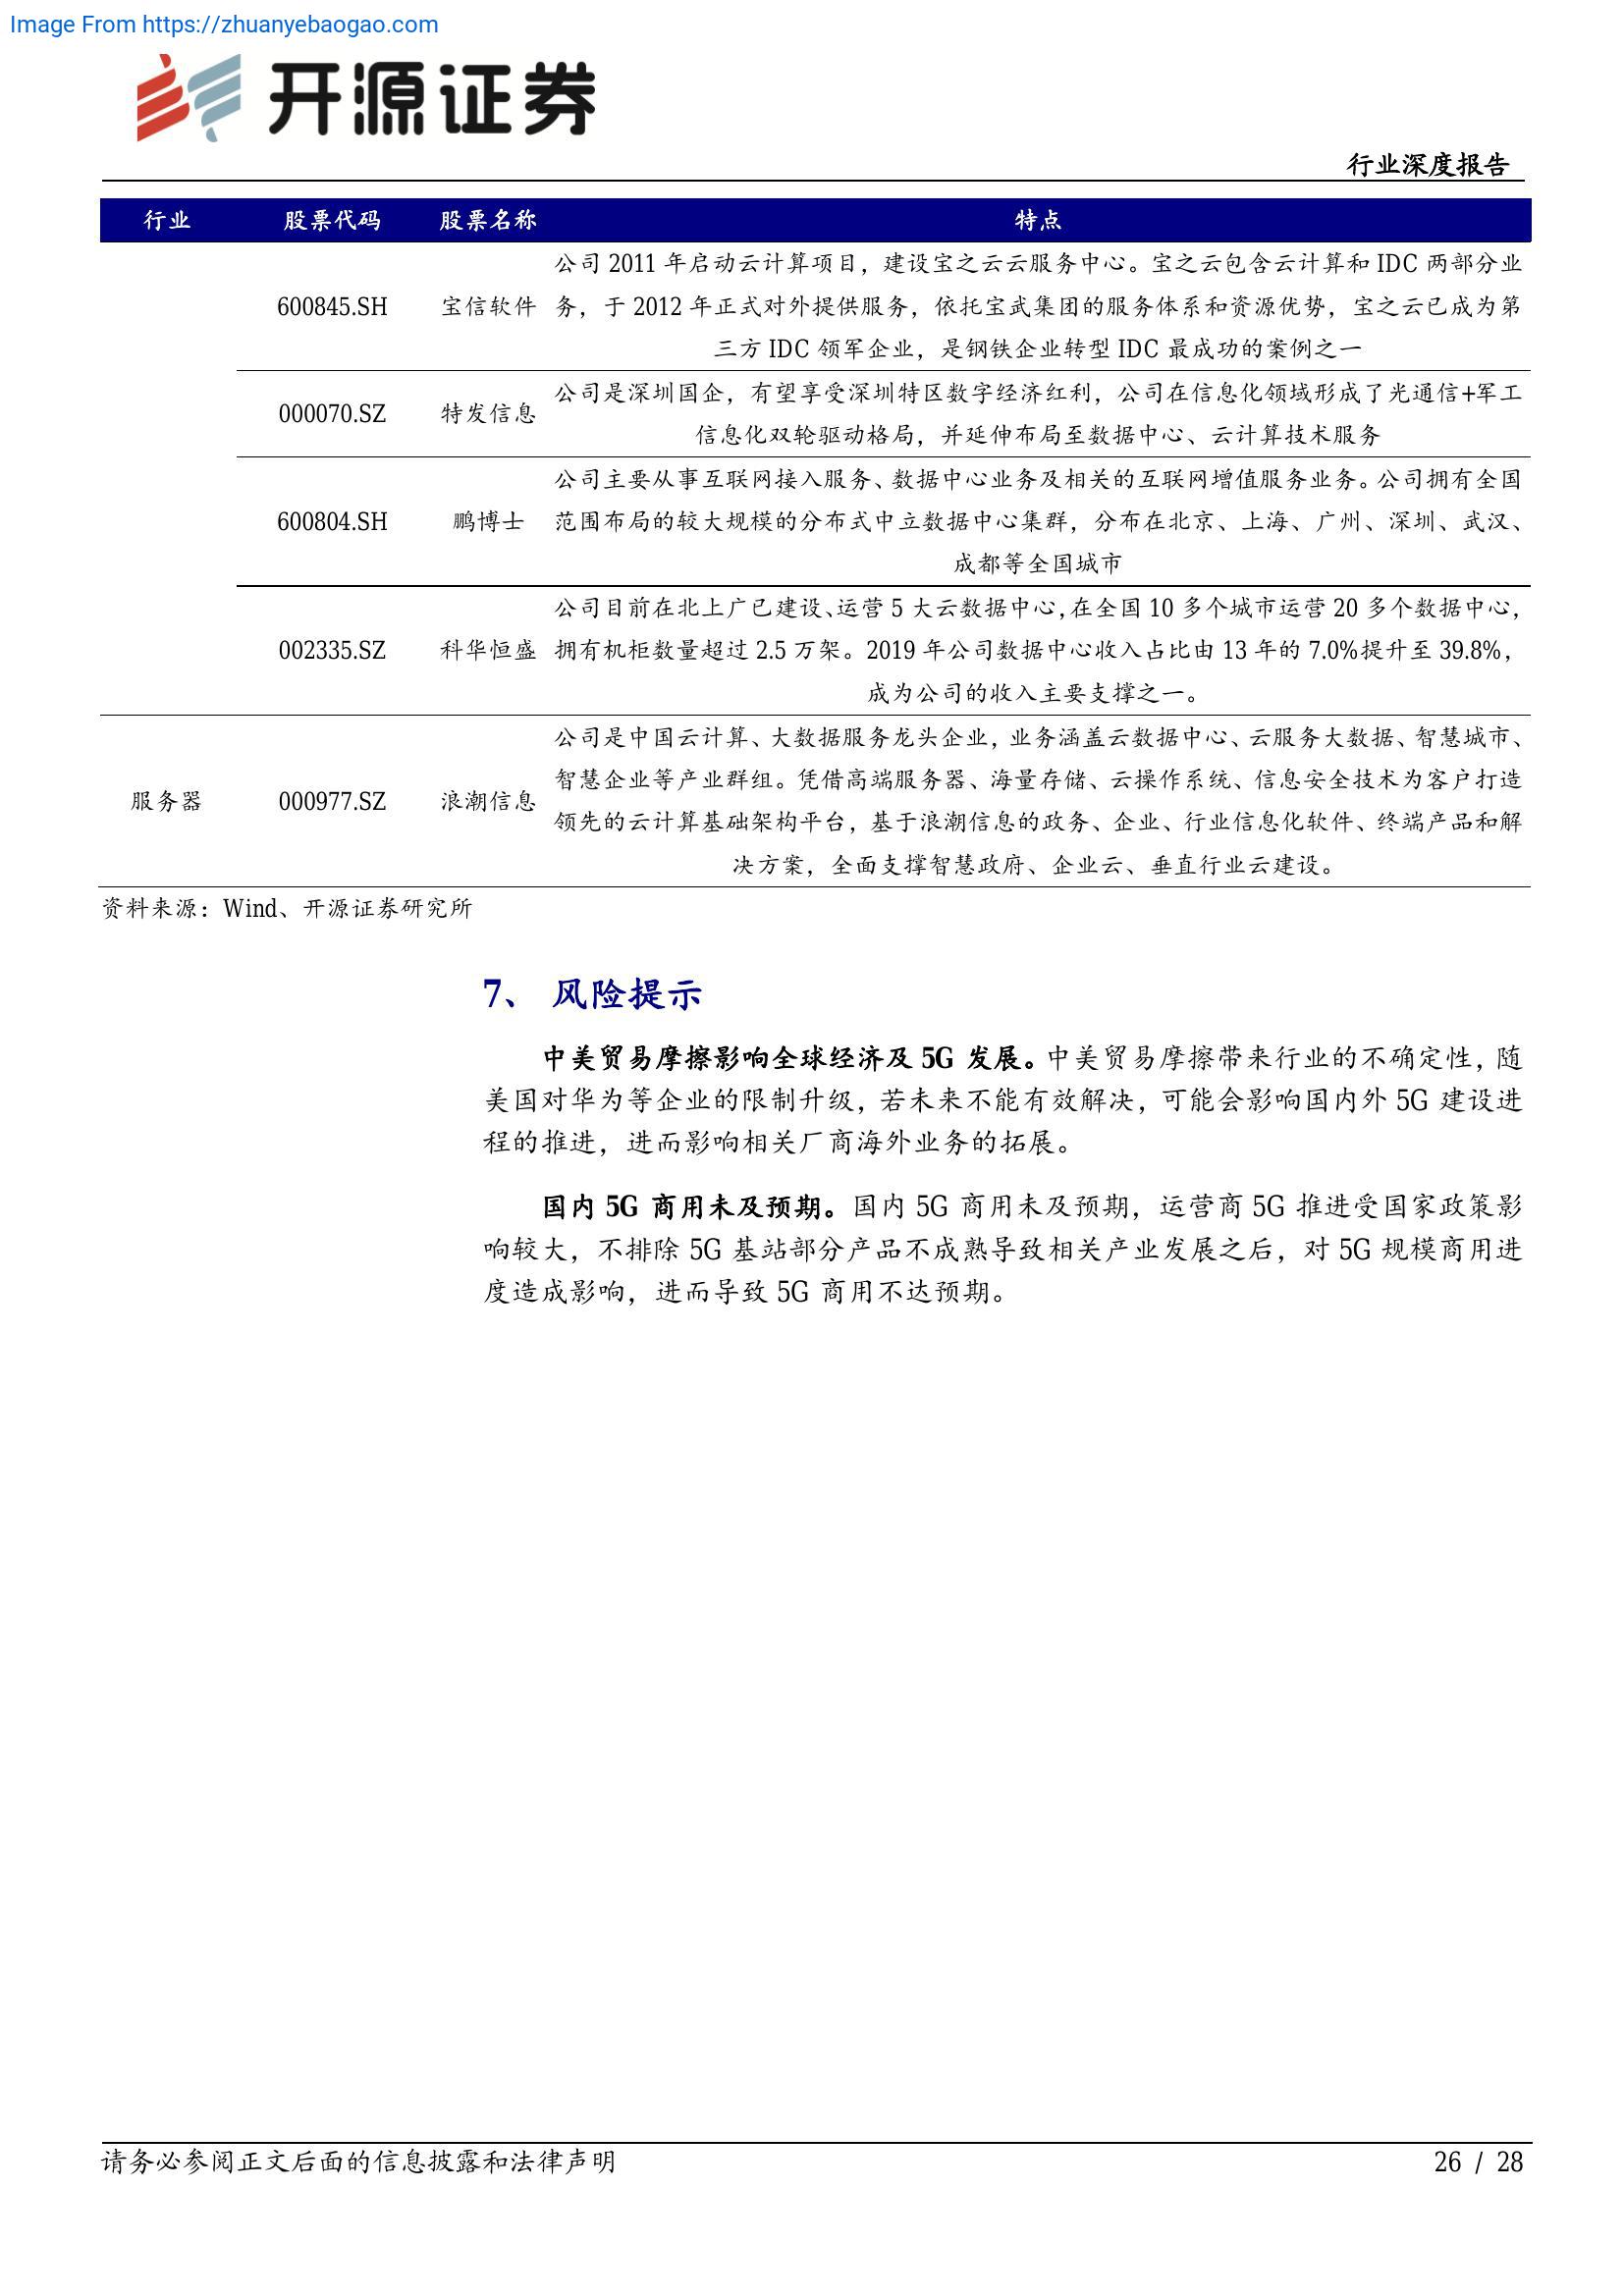 Image From https://zhuanyebaogao.com
开源证券
行业深度报告
行业 股票代码 股票名称 特点
公司 2011 年启动云计算项目，建设宝之云云服务中心。宝之云包含云计算和 IDC 两部分业
600845.SH 宝信软件 务，于 2012 年正式对外提供服务，依托宝武集团的服务体系和资源优势，宝之云已成为第
三方 IDC 领军企业，是钢铁企业转型 IDC 最成功的案例之一
公司是深圳国企，有望享受深圳特区数字经济红利，公司在信息化领域形成了光通信+军工
000070.SZ 特发信息
信息化双轮驱动格局，并延伸布局至数据中心、云计算技术服务
公司主要从事互联网接入服务、数据中心业务及相关的互联网增值服务业务。公司拥有全国
600804.SH 鹏博士 范围布局的较大规模的分布式中立数据中心集群，分布在北京、上海、广州、深圳、武汉、
成都等全国城市
公司目前在北上广已建设、运营 5 大云数据中心，在全国 10 多个城市运营 20 多个数据中心，
002335.SZ 科华恒盛 拥有机柜数量超过 2.5 万架。2019 年公司数据中心收入占比由 13 年的 7.0%提升至 39.8%，
成为公司的收入主要支撑之一。
公司是中国云计算、大数据服务龙头企业，业务涵盖云数据中心、云服务大数据、智慧城市、
智慧企业等产业群组。凭借高端服务器、海量存储、云操作系统、信息安全技术为客户打造
服务器 000977.SZ 浪潮信息
领先的云计算基础架构平台，基于浪潮信息的政务、企业、行业信息化软件、终端产品和解
决方案，全面支撑智慧政府、企业云、垂直行业云建设。
资料来源：Wind、开源证券研究所
7、 风险提示
中美贸易摩擦影响全球经济及 5G 发展。中美贸易摩擦带来行业的不确定性，随
美国对华为等企业的限制升级，若未来不能有效解决，可能会影响国内外 5G 建设进
程的推进，进而影响相关厂商海外业务的拓展。
国内 5G 商用未及预期。国内 5G 商用未及预期，运营商 5G 推进受国家政策影
响较大，不排除 5G 基站部分产品不成熟导致相关产业发展之后，对 5G 规模商用进
度造成影响，进而导致 5G 商用不达预期。
请务必参阅正文后面的信息披露和法律声明
26 / 28